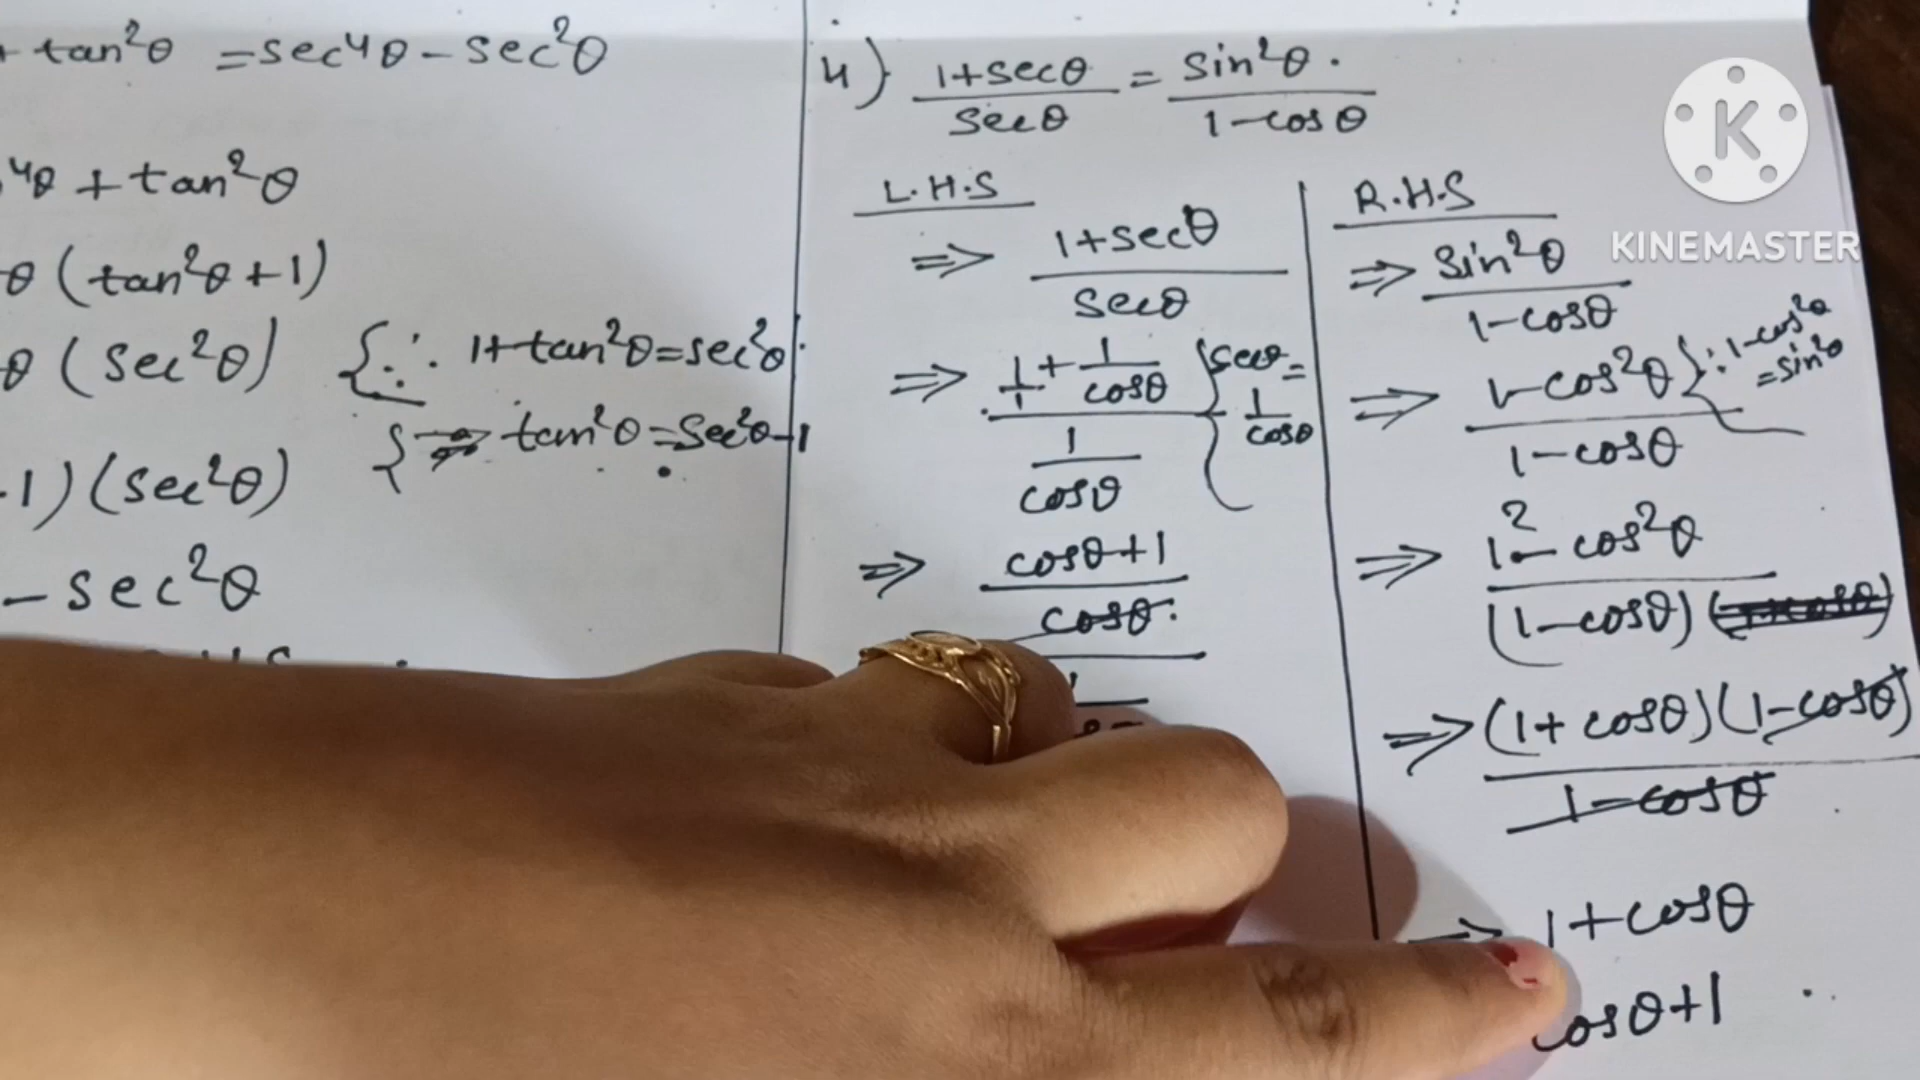 + tan²θ = sec⁴θ - sec²θ
⁴θ + tan²θ
θ (tan²θ + 1)
θ (sec²θ) {∴ 1+tan²θ = sec²θ
{⇒ tan²θ = sec²θ-1
-1) (sec²θ)
- sec²θ
4) 1+secθ / secθ = sin²θ. / 1-cosθ
L.H.S
⇒ 1+secθ / secθ
⇒ 1/1 + 1/cosθ / 1/cosθ {secθ = 1/cosθ
⇒ cosθ+1 / cosθ
R.H.S
⇒ sin²θ / 1-cosθ
⇒ 1-cos²θ / 1-cosθ {∵ 1-cos²θ = sin²θ
⇒ 1² - cos²θ / (1-cosθ)
⇒ (1+cosθ)(1-cosθ) / 1-cosθ
⇒ 1+cosθ
cosθ+1
K
KINEMASTER